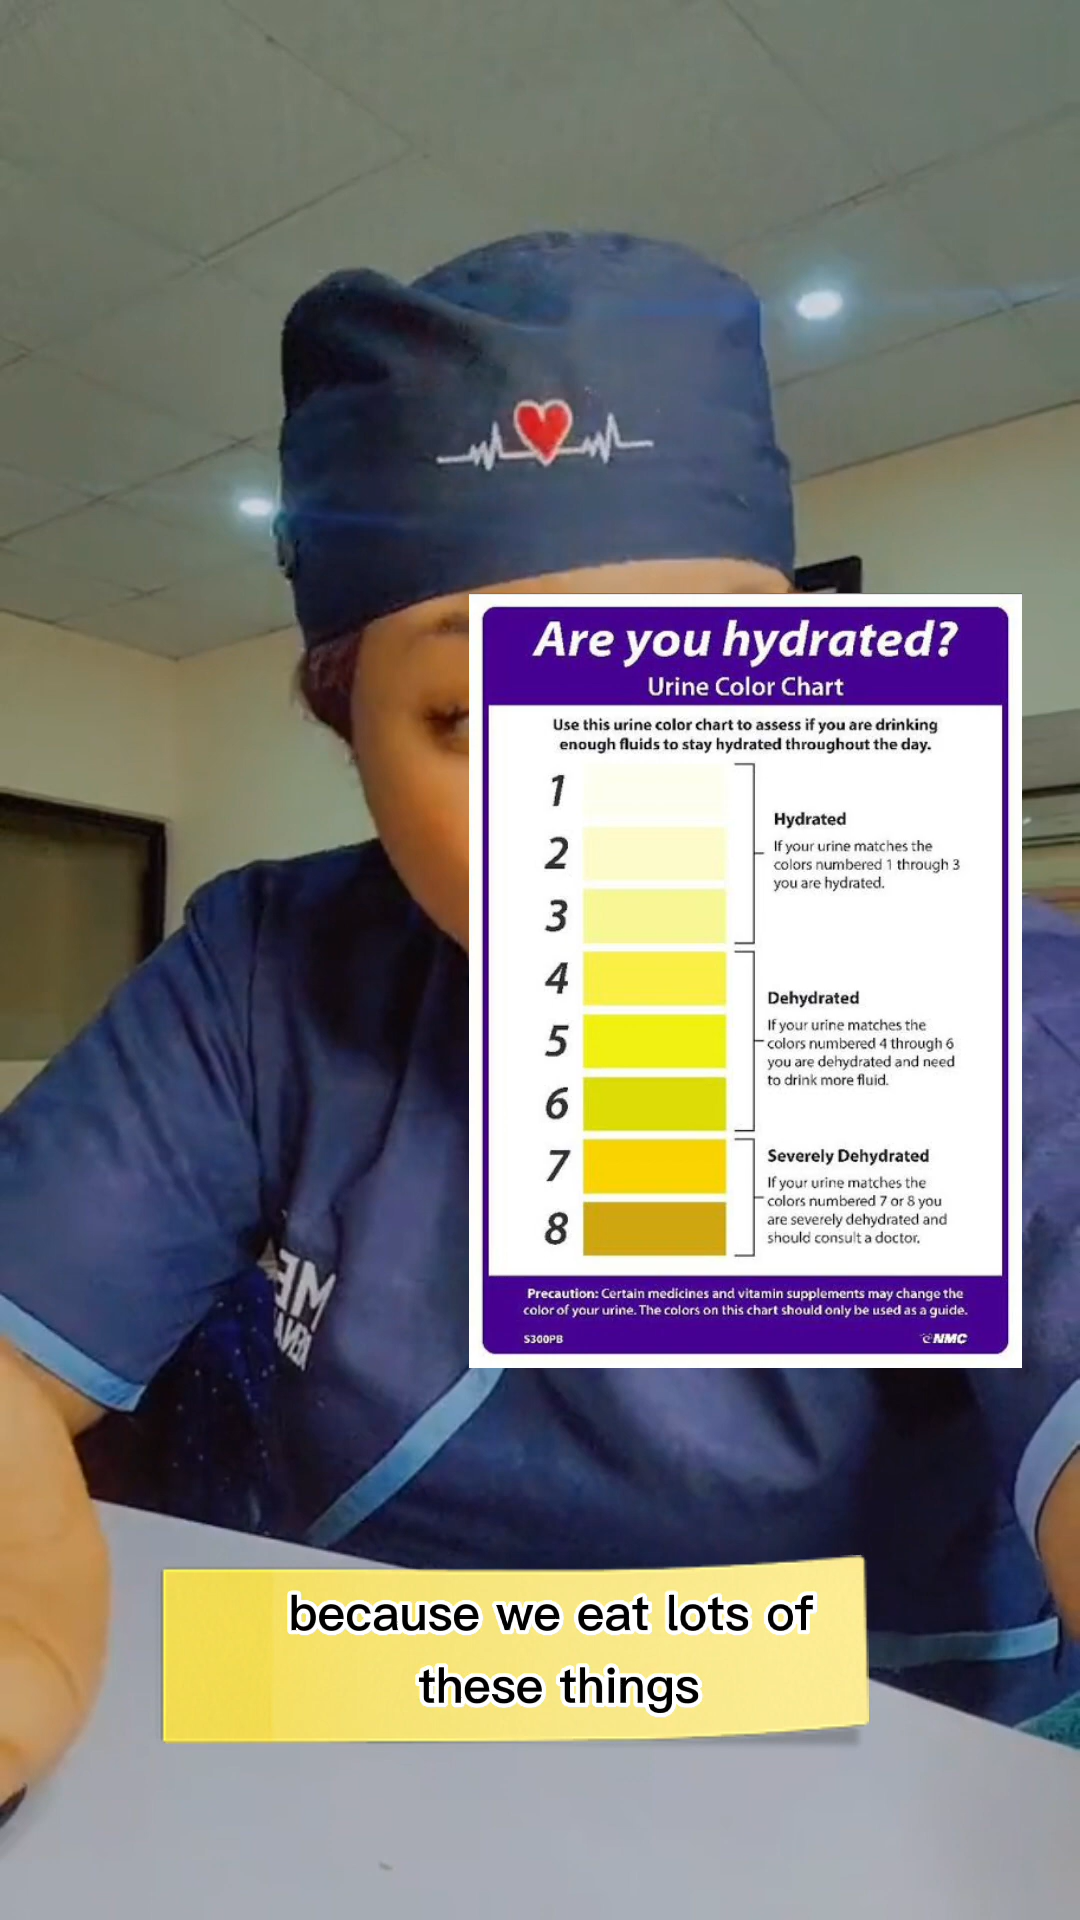 Are you hydrated?
Urine Color Chart
Use this urine color chart to assess if you are drinking
enough fluids to stay hydrated throughout the day.
1
2
3
Hydrated
If your urine matches the
colors numbered 1 through 3
you are hydrated.
4
5
6
Dehydrated
If your urine matches the
colors numbered 4 through 6
you are dehydrated and need
to drink more fluid.
7
8
Severely Dehydrated
If your urine matches the
colors numbered 7 or 8 you
are severely dehydrated and
should consult a doctor.
Precaution: Certain medicines and vitamin supplements may change the
color of your urine. The colors on this chart should only be used as a guide.
S300PB
NMC
because we eat lots of
these things